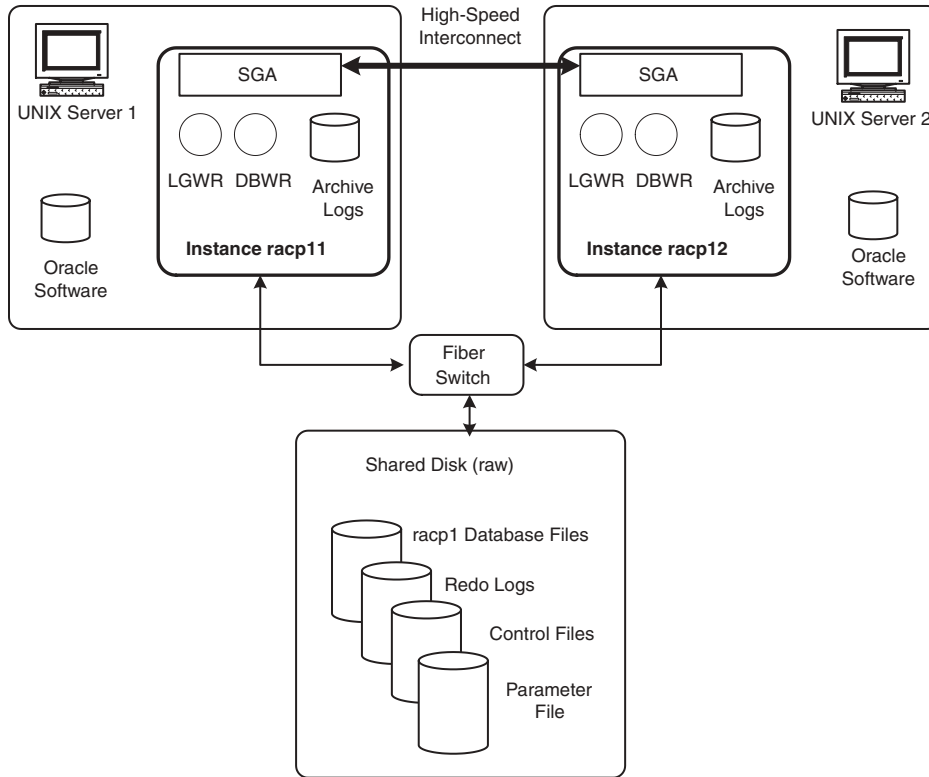 High-Speed
Interconnect
UNIX Server 1
SGA
LGWR DBWR
Archive
Logs
Instance racp11
Oracle
Software
SGA
UNIX Server 2
LGWR DBWR
Archive
Logs
Instance racp12
Oracle
Software
Fiber
Switch
Shared Disk (raw)
racp1 Database Files
Redo Logs
Control Files
Parameter
File